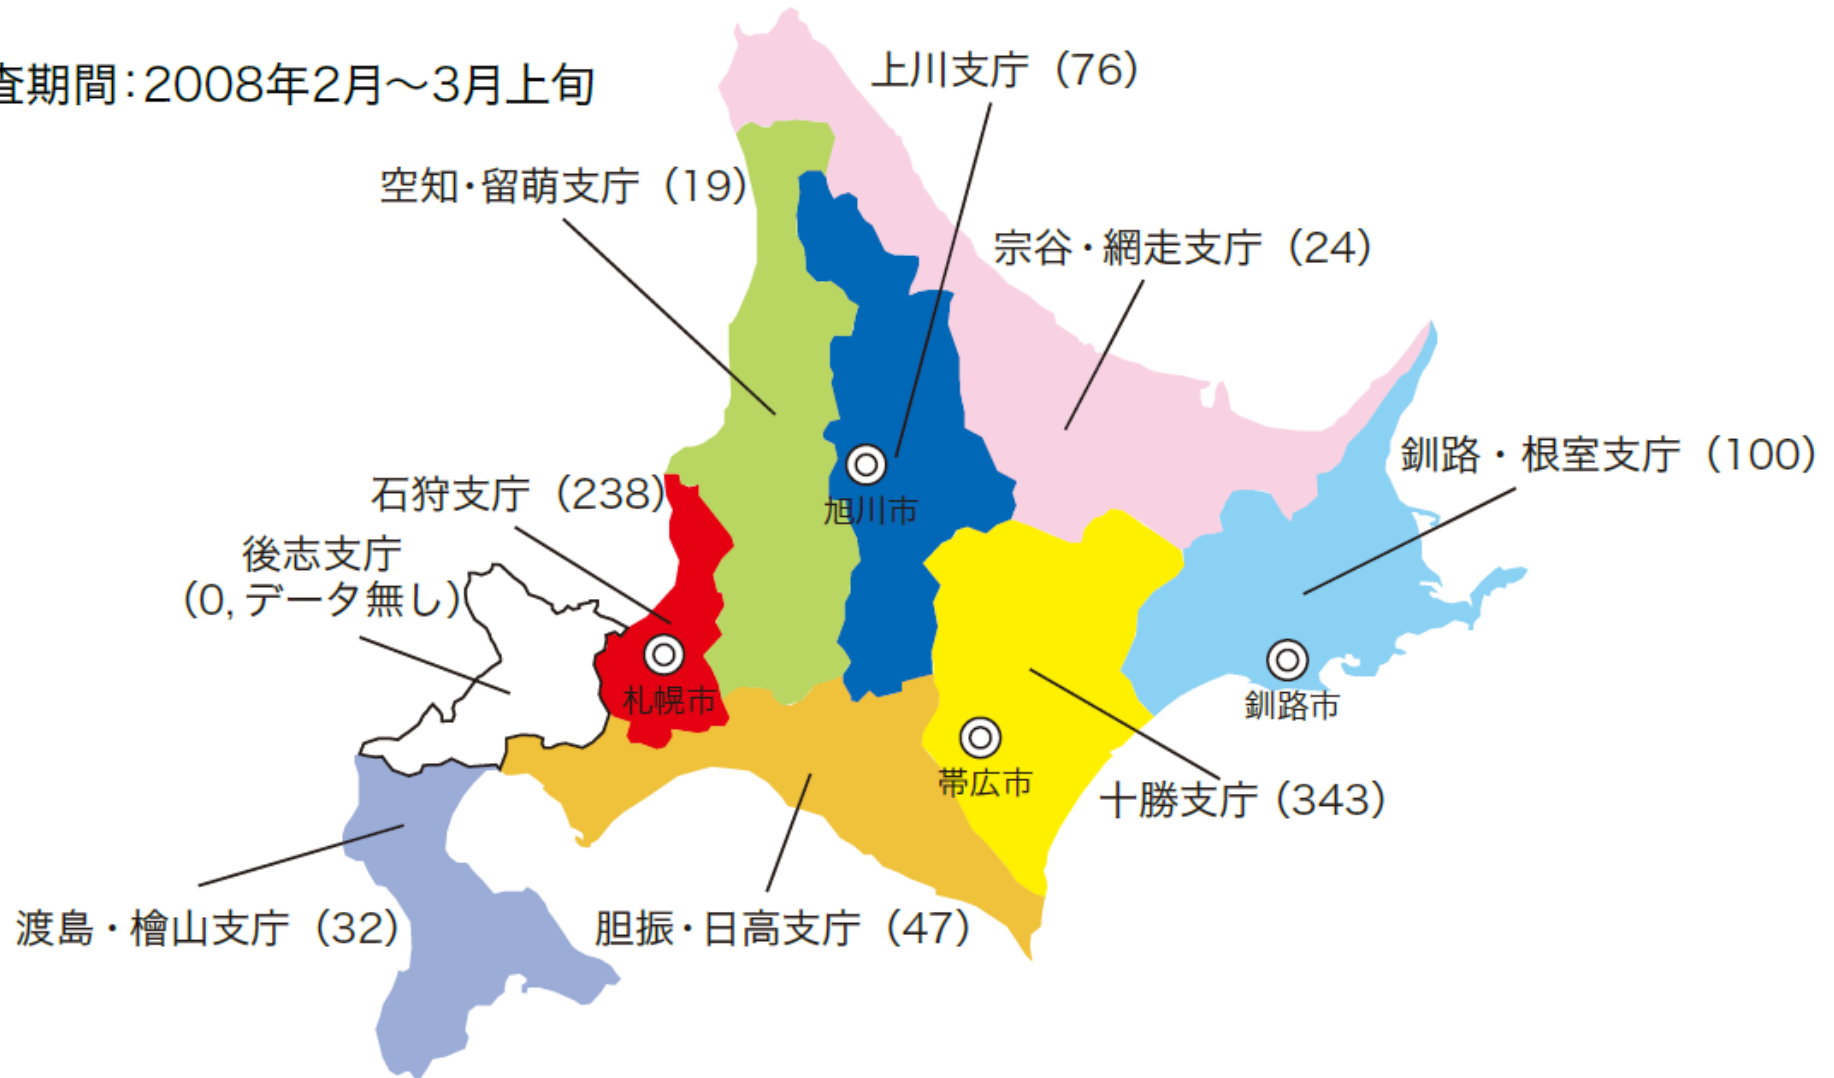 査期間：2008年2月～3月上旬
上川支庁（76）
空知・留萌支庁（19）
宗谷・網走支庁（24）
釧路・根室支庁（100）
石狩支庁（238）
旭川市
後志支庁
（0, データ無し）
札幌市
釧路市
帯広市
十勝支庁（343）
渡島・檜山支庁（32）
胆振・日高支庁（47）